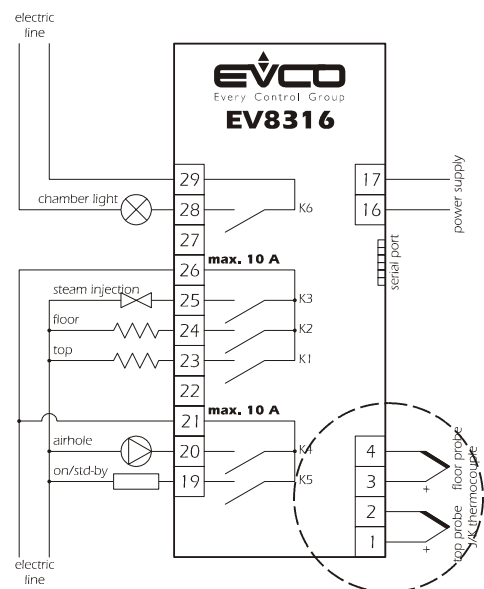 electric
line
EVCO
Every Control Group
EV8316
29
17
power supply
chamber light
28
K6
16
27
serial port
26
max. 10 A
steam injection
25
K3
floor
24
K2
top
23
K1
22
21
max. 10 A
airhole
20
K4
4
floor probe
on/std-by
19
K5
3
+
2
top probe
J/K thermocouple
1
+
electric
line